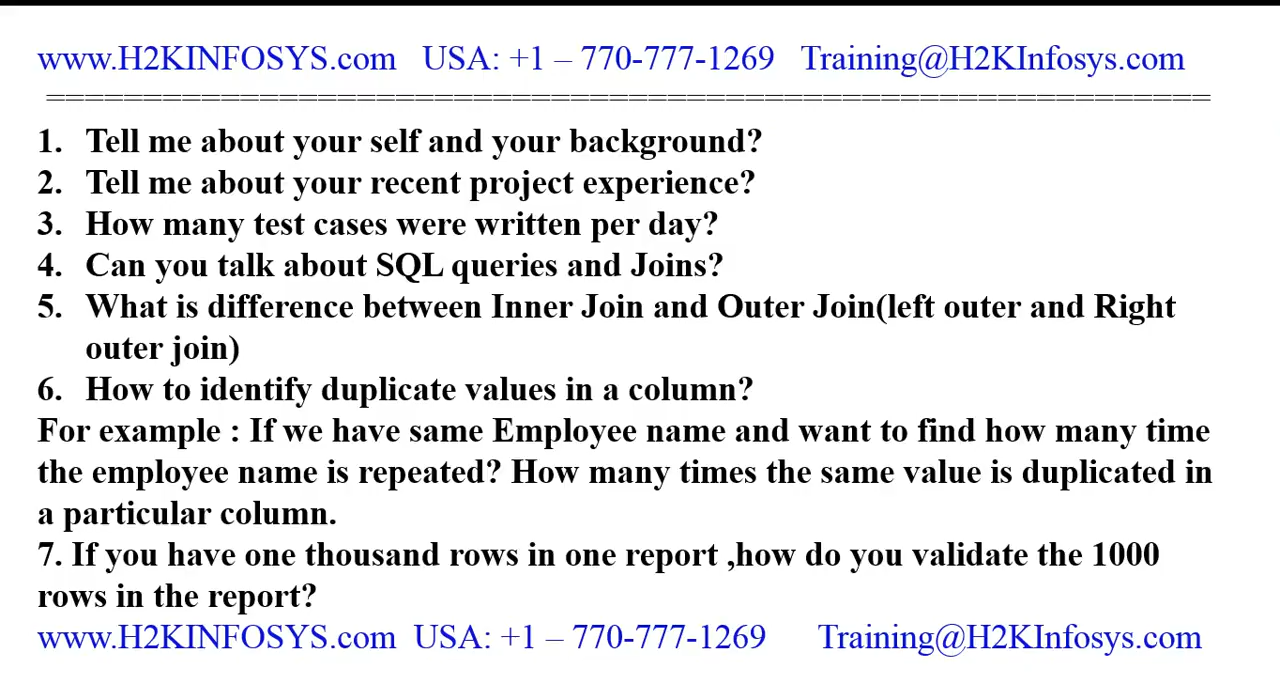 www.H2KINFOSYS.com USA: +1 – 770-777-1269 Training@H2KInfosys.com
============================================================
1. Tell me about your self and your background?
2. Tell me about your recent project experience?
3. How many test cases were written per day?
4. Can you talk about SQL queries and Joins?
5. What is difference between Inner Join and Outer Join(left outer and Right
outer join)
6. How to identify duplicate values in a column?
For example : If we have same Employee name and want to find how many time
the employee name is repeated? How many times the same value is duplicated in
a particular column.
7. If you have one thousand rows in one report ,how do you validate the 1000
rows in the report?
www.H2KINFOSYS.com USA: +1 – 770-777-1269 Training@H2KInfosys.com